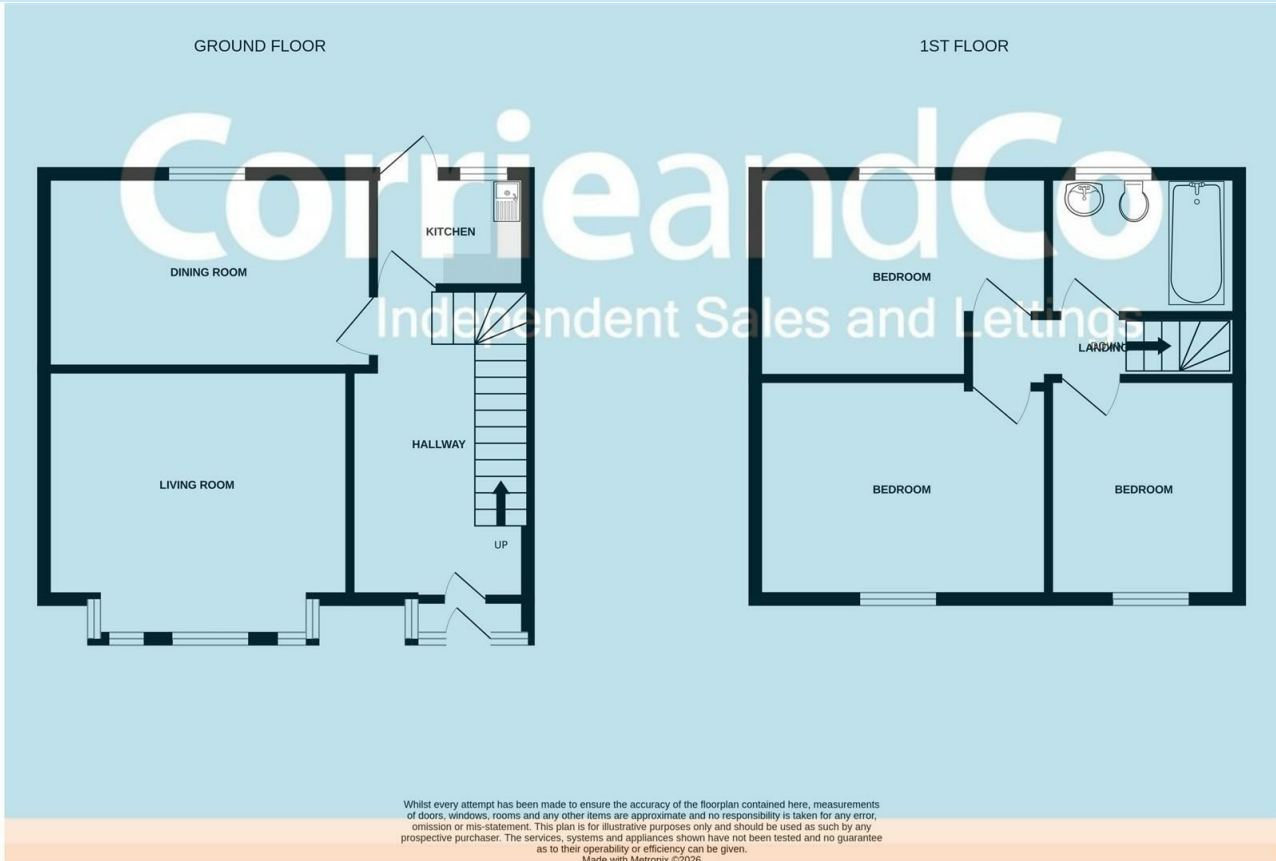 GROUND FLOOR
1ST FLOOR
CorrieandCo
Independent Sales and Lettings
KITCHEN
DINING ROOM
BEDROOM
LANDING
DOWN
HALLWAY
LIVING ROOM
BEDROOM
BEDROOM
UP
Whilst every attempt has been made to ensure the accuracy of the floorplan contained here, measurements
of doors, windows, rooms and any other items are approximate and no responsibility is taken for any error,
omission or mis-statement. This plan is for illustrative purposes only and should be used as such by any
prospective purchaser. The services, systems and appliances shown have not been tested and no guarantee
as to their operability or efficiency can be given.
Made with Metropix ©2026